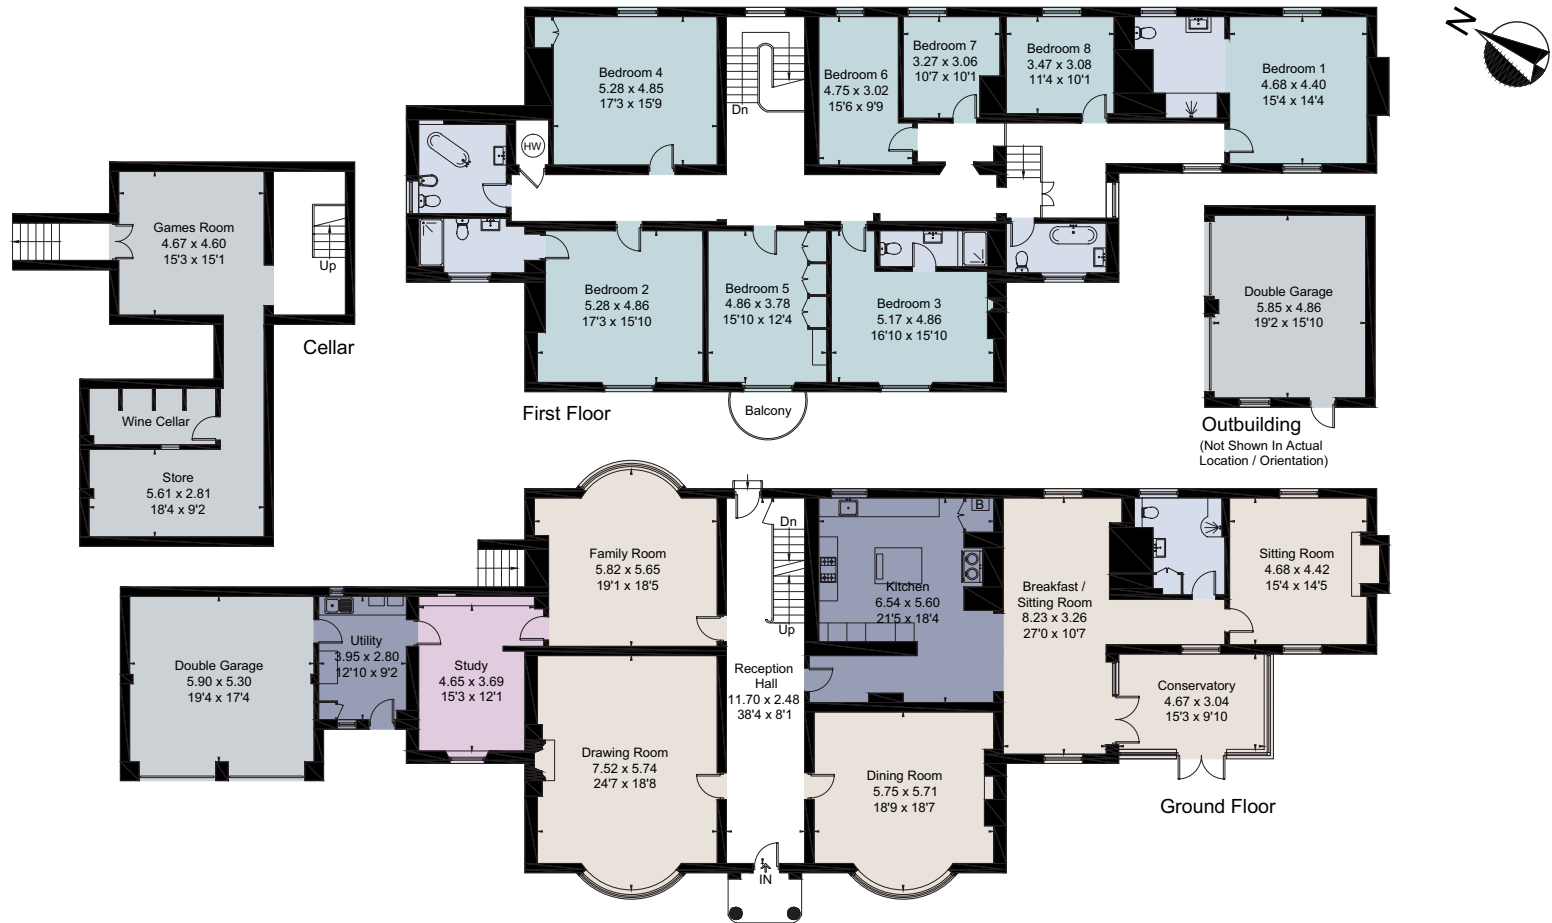 N
Bedroom 4
5.28 x 4.85
17'3 x 15'9
Dn
Bedroom 6
4.75 x 3.02
15'6 x 9'9
Bedroom 7
3.27 x 3.06
10'7 x 10'1
Bedroom 8
3.47 x 3.08
11'4 x 10'1
Bedroom 1
4.68 x 4.40
15'4 x 14'4
HW
Bedroom 2
5.28 x 4.86
17'3 x 15'10
Bedroom 5
4.86 x 3.78
15'10 x 12'4
Bedroom 3
5.17 x 4.86
16'10 x 15'10
First Floor
Balcony
Games Room
4.67 x 4.60
15'3 x 15'1
Up
Cellar
Wine Cellar
Store
5.61 x 2.81
18'4 x 9'2
Double Garage
5.85 x 4.86
19'2 x 15'10
Outbuilding
(Not Shown In Actual
Location / Orientation)
Family Room
5.82 x 5.65
19'1 x 18'5
Dn
Up
Kitchen
6.54 x 5.60
21'5 x 18'4
B
Breakfast /
Sitting Room
8.23 x 3.26
27'0 x 10'7
Sitting Room
4.68 x 4.42
15'4 x 14'5
Double Garage
5.90 x 5.30
19'4 x 17'4
Utility
3.95 x 2.80
12'10 x 9'2
Study
4.65 x 3.69
15'3 x 12'1
Reception
Hall
11.70 x 2.48
38'4 x 8'1
Conservatory
4.67 x 3.04
15'3 x 9'10
Drawing Room
7.52 x 5.74
24'7 x 18'8
Dining Room
5.75 x 5.71
18'9 x 18'7
Ground Floor
IN